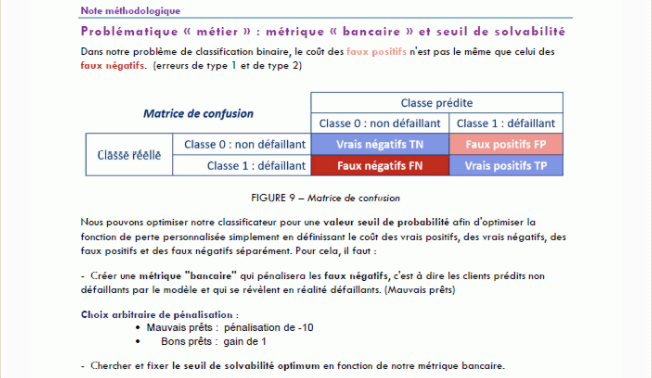 Note méthodologique
Problématique « métier » : métrique « bancaire » et seuil de solvabilité
Dans notre problème de classification binaire, le coût des faux positifs n'est pas le même que celui des
faux négatifs. (erreurs de type 1 et de type 2)
Matrice de confusion
Classe prédite
Classe 0 : non défaillant
Classe 1 : défaillant
Classe réelle
Classe 0 : non défaillant
Vrais négatifs TN
Faux positifs FP
Classe 1 : défaillant
Faux négatifs FN
Vrais positifs TP
FIGURE 9 – Matrice de confusion
Nous pouvons optimiser notre classificateur pour une valeur seuil de probabilité afin d'optimiser la
fonction de perte personnalisée simplement en définissant le coût des vrais positifs, des vrais négatifs, des
faux positifs et des faux négatifs séparément. Pour cela, il faut :
- Créer une métrique "bancaire" qui pénalisera les faux négatifs, c'est à dire les clients prédits non
défaillants par le modèle et qui se révèlent en réalité défaillants. (Mauvais prêts)
Choix arbitraire de pénalisation :
• Mauvais prêts : pénalisation de -10
• Bons prêts : gain de 1
- Chercher et fixer le seuil de solvabilité optimum en fonction de notre métrique bancaire.